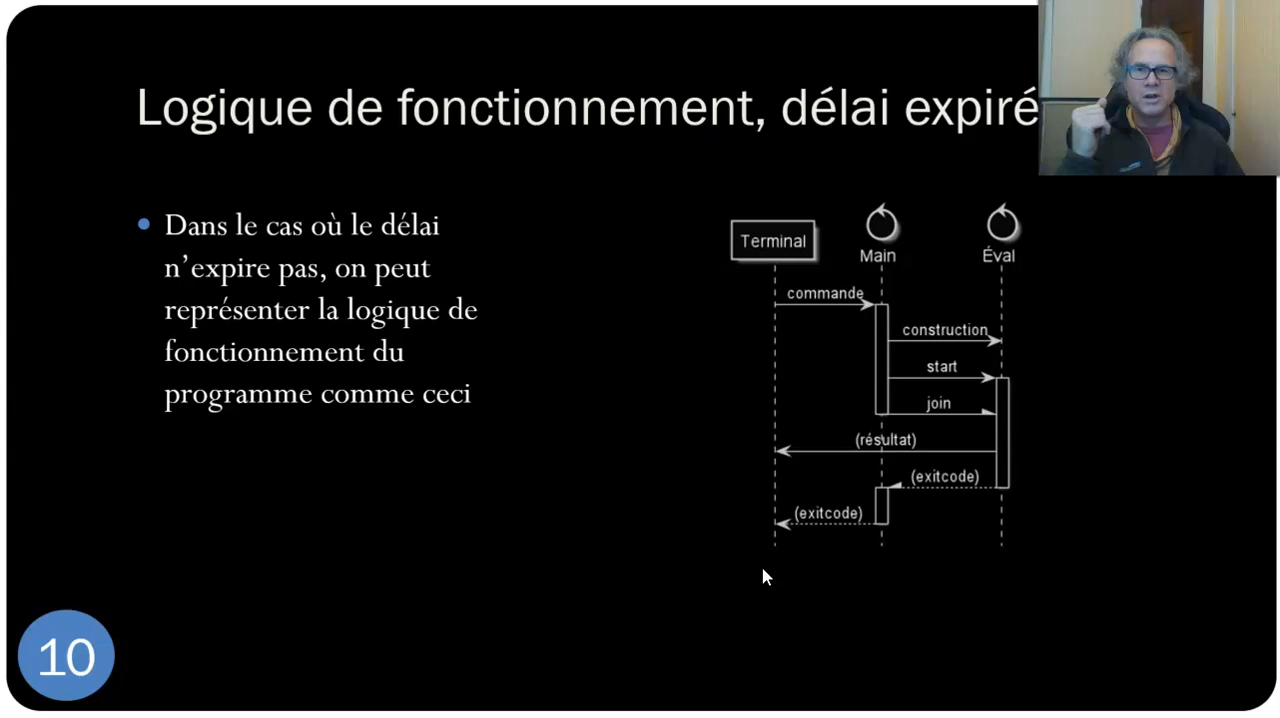 Logique de fonctionnement, délai expiré
Dans le cas où le délai
n’expire pas, on peut
représenter la logique de
fonctionnement du
programme comme ceci
Terminal
Main
Éval
commande
construction
start
join
(résultat)
(exitcode)
(exitcode)
10